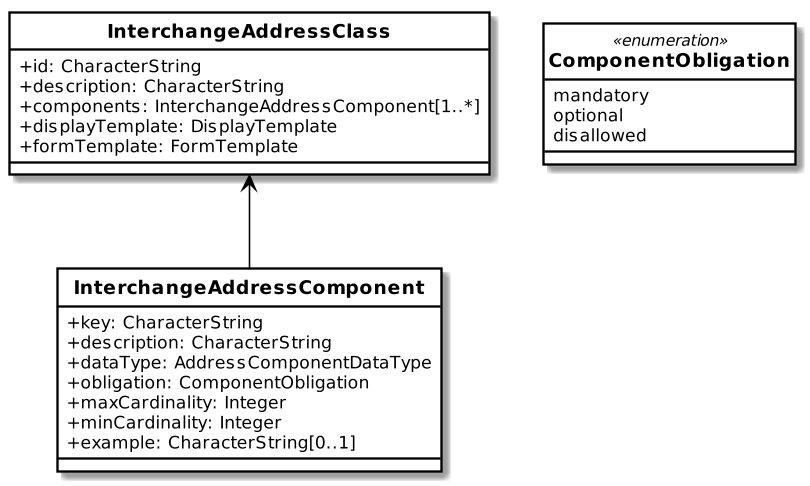 InterchangeAddressClass
+id: CharacterString
+description: CharacterString
+components: InterchangeAddressComponent[1..*]
+displayTemplate: DisplayTemplate
+formTemplate: FormTemplate
«enumeration»
ComponentObligation
mandatory
optional
disallowed
InterchangeAddressComponent
+key: CharacterString
+description: CharacterString
+dataType: AddressComponentDataType
+obligation: ComponentObligation
+maxCardinality: Integer
+minCardinality: Integer
+example: CharacterString[0..1]